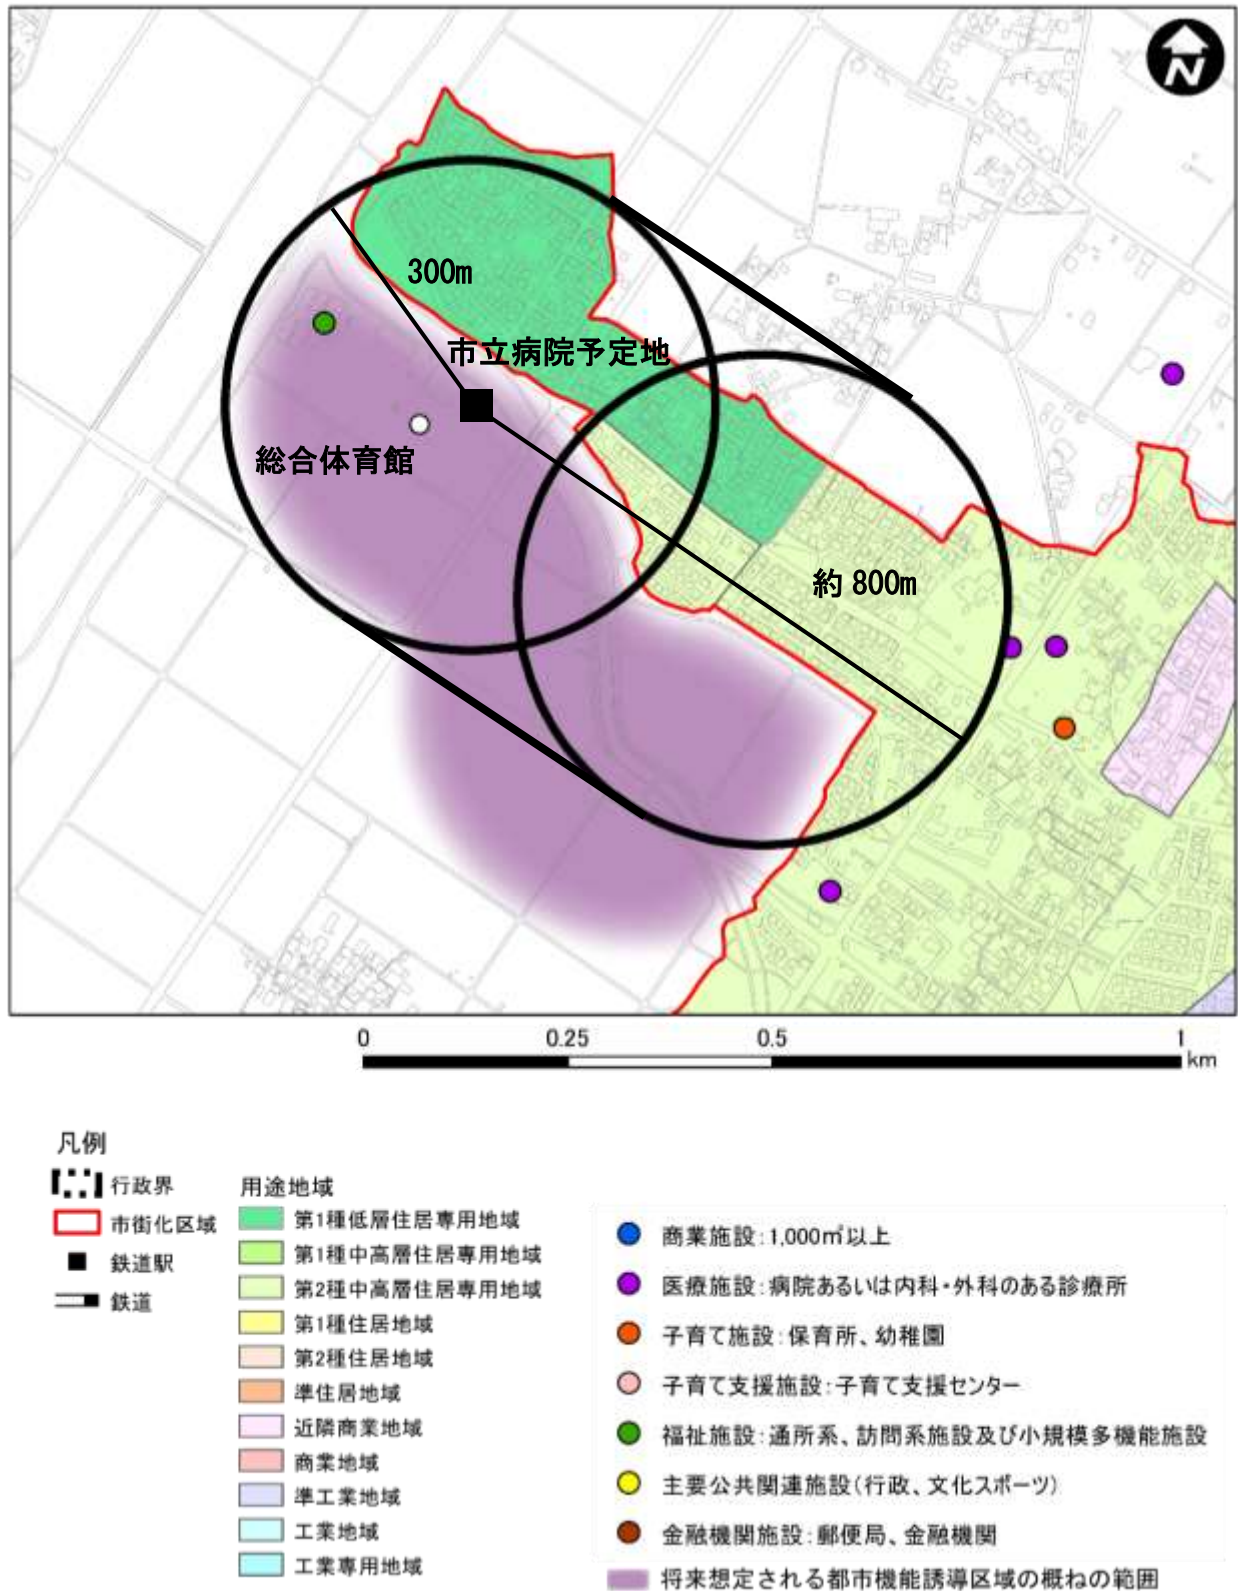 N
300m
市立病院予定地
総合体育館
約800m
0 0.25 0.5 1
km
凡例
行政界
市街化区域
鉄道駅
鉄道
用途地域
第1種低層住居専用地域
第1種中高層住居専用地域
第2種中高層住居専用地域
第1種住居地域
第2種住居地域
準住居地域
近隣商業地域
商業地域
準工業地域
工業地域
工業専用地域
商業施設：1,000㎡以上
医療施設：病院あるいは内科・外科のある診療所
子育て施設：保育所、幼稚園
子育て支援施設：子育て支援センター
福祉施設：通所系、訪問系施設及び小規模多機能施設
主要公共関連施設（行政、文化スポーツ）
金融機関施設：郵便局、金融機関
将来想定される都市機能誘導区域の概ねの範囲